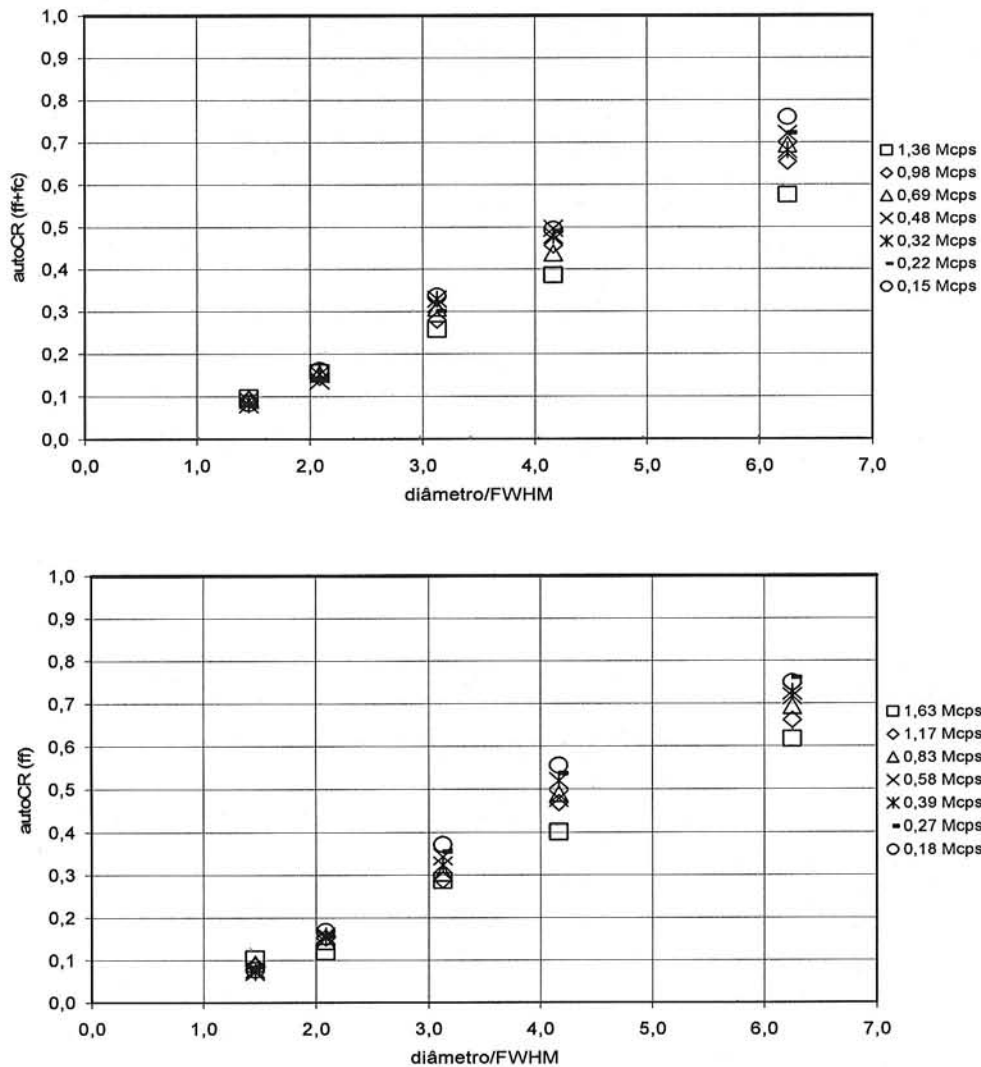 1,0
0,9
0,8
0,7
0,6
0,5
0,4
0,3
0,2
0,1
0,0
autoCR (ff+fc)
0,0 1,0 2,0 3,0 4,0 5,0 6,0 7,0
diâmetro/FWHM
1,36 Mcps
0,98 Mcps
0,69 Mcps
0,48 Mcps
0,32 Mcps
0,22 Mcps
0,15 Mcps
1,0
0,9
0,8
0,7
0,6
0,5
0,4
0,3
0,2
0,1
0,0
autoCR (ff)
0,0 1,0 2,0 3,0 4,0 5,0 6,0 7,0
diâmetro/FWHM
1,63 Mcps
1,17 Mcps
0,83 Mcps
0,58 Mcps
0,39 Mcps
0,27 Mcps
0,18 Mcps